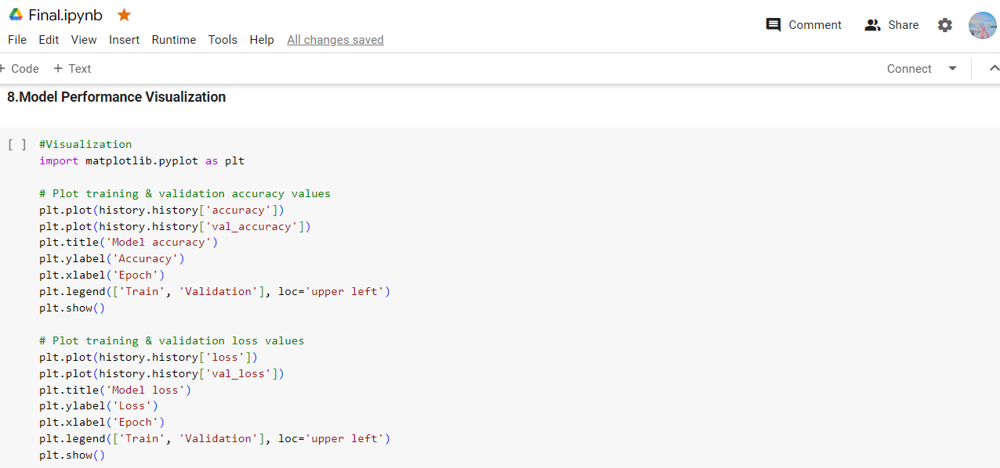 Final.ipynb
Comment
Share
File Edit View Insert Runtime Tools Help All changes saved
+ Code + Text
Connect
8.Model Performance Visualization
[ ] #Visualization
import matplotlib.pyplot as plt
# Plot training & validation accuracy values
plt.plot(history.history['accuracy'])
plt.plot(history.history['val_accuracy'])
plt.title('Model accuracy')
plt.ylabel('Accuracy')
plt.xlabel('Epoch')
plt.legend(['Train', 'Validation'], loc='upper left')
plt.show()
# Plot training & validation loss values
plt.plot(history.history['loss'])
plt.plot(history.history['val_loss'])
plt.title('Model loss')
plt.ylabel('Loss')
plt.xlabel('Epoch')
plt.legend(['Train', 'Validation'], loc='upper left')
plt.show()